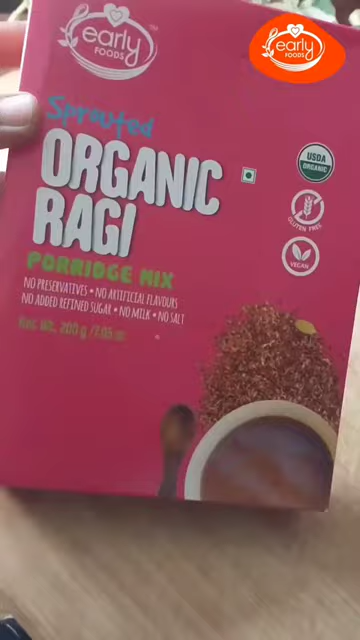 early
FOODS
early
FOODS
Sprouted
ORGANIC
RAGI
PORRIDGE MIX
NO PRESERVATIVES • NO ARTIFICIAL FLAVOURS
NO ADDED REFINED SUGAR • NO MILK • NO SALT
Net wt. 200 g /7.05 oz
USDA
ORGANIC
GLUTEN FREE
VEGAN